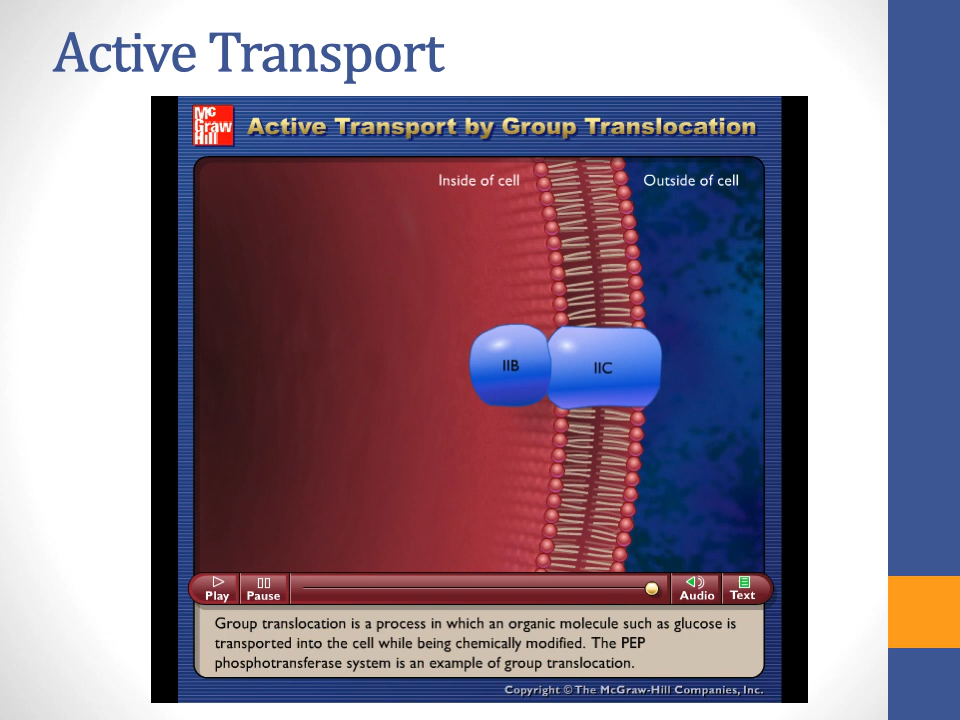 Active Transport
Mc
Graw
Hill
Active Transport by Group Translocation
Inside of cell
Outside of cell
IIB
IIC
Play
Pause
Audio
Text
Group translocation is a process in which an organic molecule such as glucose is
transported into the cell while being chemically modified. The PEP
phosphotransferase system is an example of group translocation.
Copyright © The McGraw-Hill Companies, Inc.